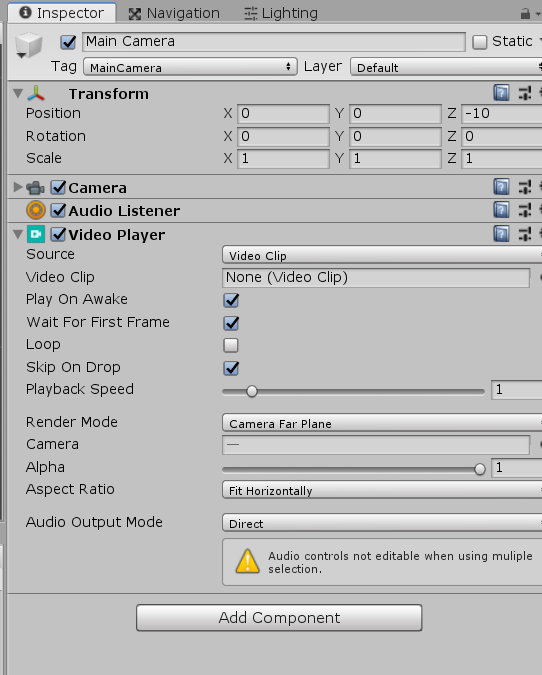 Inspector Navigation Lighting
Main Camera Static
Tag MainCamera Layer Default
Transform
Position X 0 Y 0 Z -10
Rotation X 0 Y 0 Z 0
Scale X 1 Y 1 Z 1
Camera
Audio Listener
Video Player
Source Video Clip
Video Clip None (Video Clip)
Play On Awake
Wait For First Frame
Loop
Skip On Drop
Playback Speed 1
Render Mode Camera Far Plane
Camera —
Alpha 1
Aspect Ratio Fit Horizontally
Audio Output Mode Direct
Audio controls not editable when using muliple
selection.
Add Component